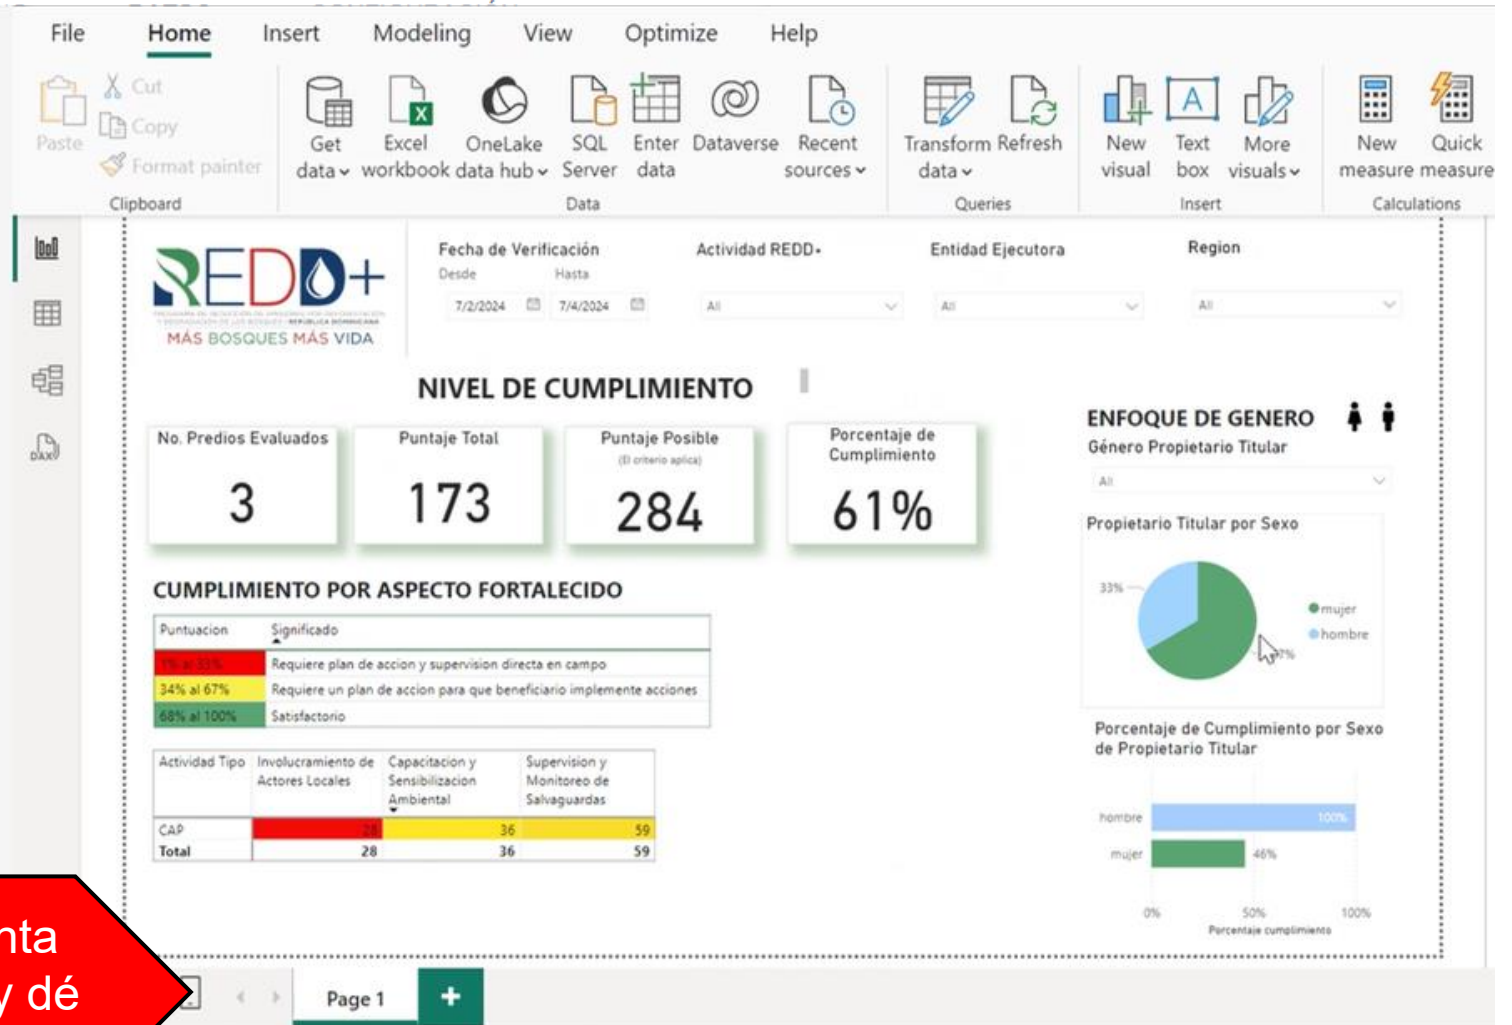 File Home Insert Modeling View Optimize Help
Cut
Copy
Format painter
Paste
Clipboard
Get data
Excel workbook
OneLake data hub
SQL Server
Enter data
Dataverse
Recent sources
Data
Transform data
Refresh
Queries
New visual
Text box
More visuals
Insert
New measure
Quick measure
Calculations
DAX
REDD+
MÁS BOSQUES MÁS VIDA
Fecha de Verificación
Desde Hasta
7/2/2024 7/4/2024
Actividad REDD+
All
Entidad Ejecutora
All
Region
All
NIVEL DE CUMPLIMIENTO
No. Predios Evaluados
3
Puntaje Total
173
Puntaje Posible
(El criterio aplica)
284
Porcentaje de
Cumplimiento
61%
ENFOQUE DE GENERO
Género Propietario Titular
All
Propietario Titular por Sexo
33%
7%
mujer
hombre
CUMPLIMIENTO POR ASPECTO FORTALECIDO
Puntuacion Significado
1% al 33% Requiere plan de accion y supervision directa en campo
34% al 67% Requiere un plan de accion para que beneficiario implemente acciones
68% al 100% Satisfactorio
Actividad Tipo Involucramiento de Capacitacion y Supervision y
Actores Locales Sensibilizacion Monitoreo de
Ambiental Salvaguardas
CAP 28 36 59
Total 28 36 59
Porcentaje de Cumplimiento por Sexo
de Propietario Titular
hombre 100%
mujer 46%
0% 50% 100%
Porcentaje cumplimiento
nta
y dé
Page 1